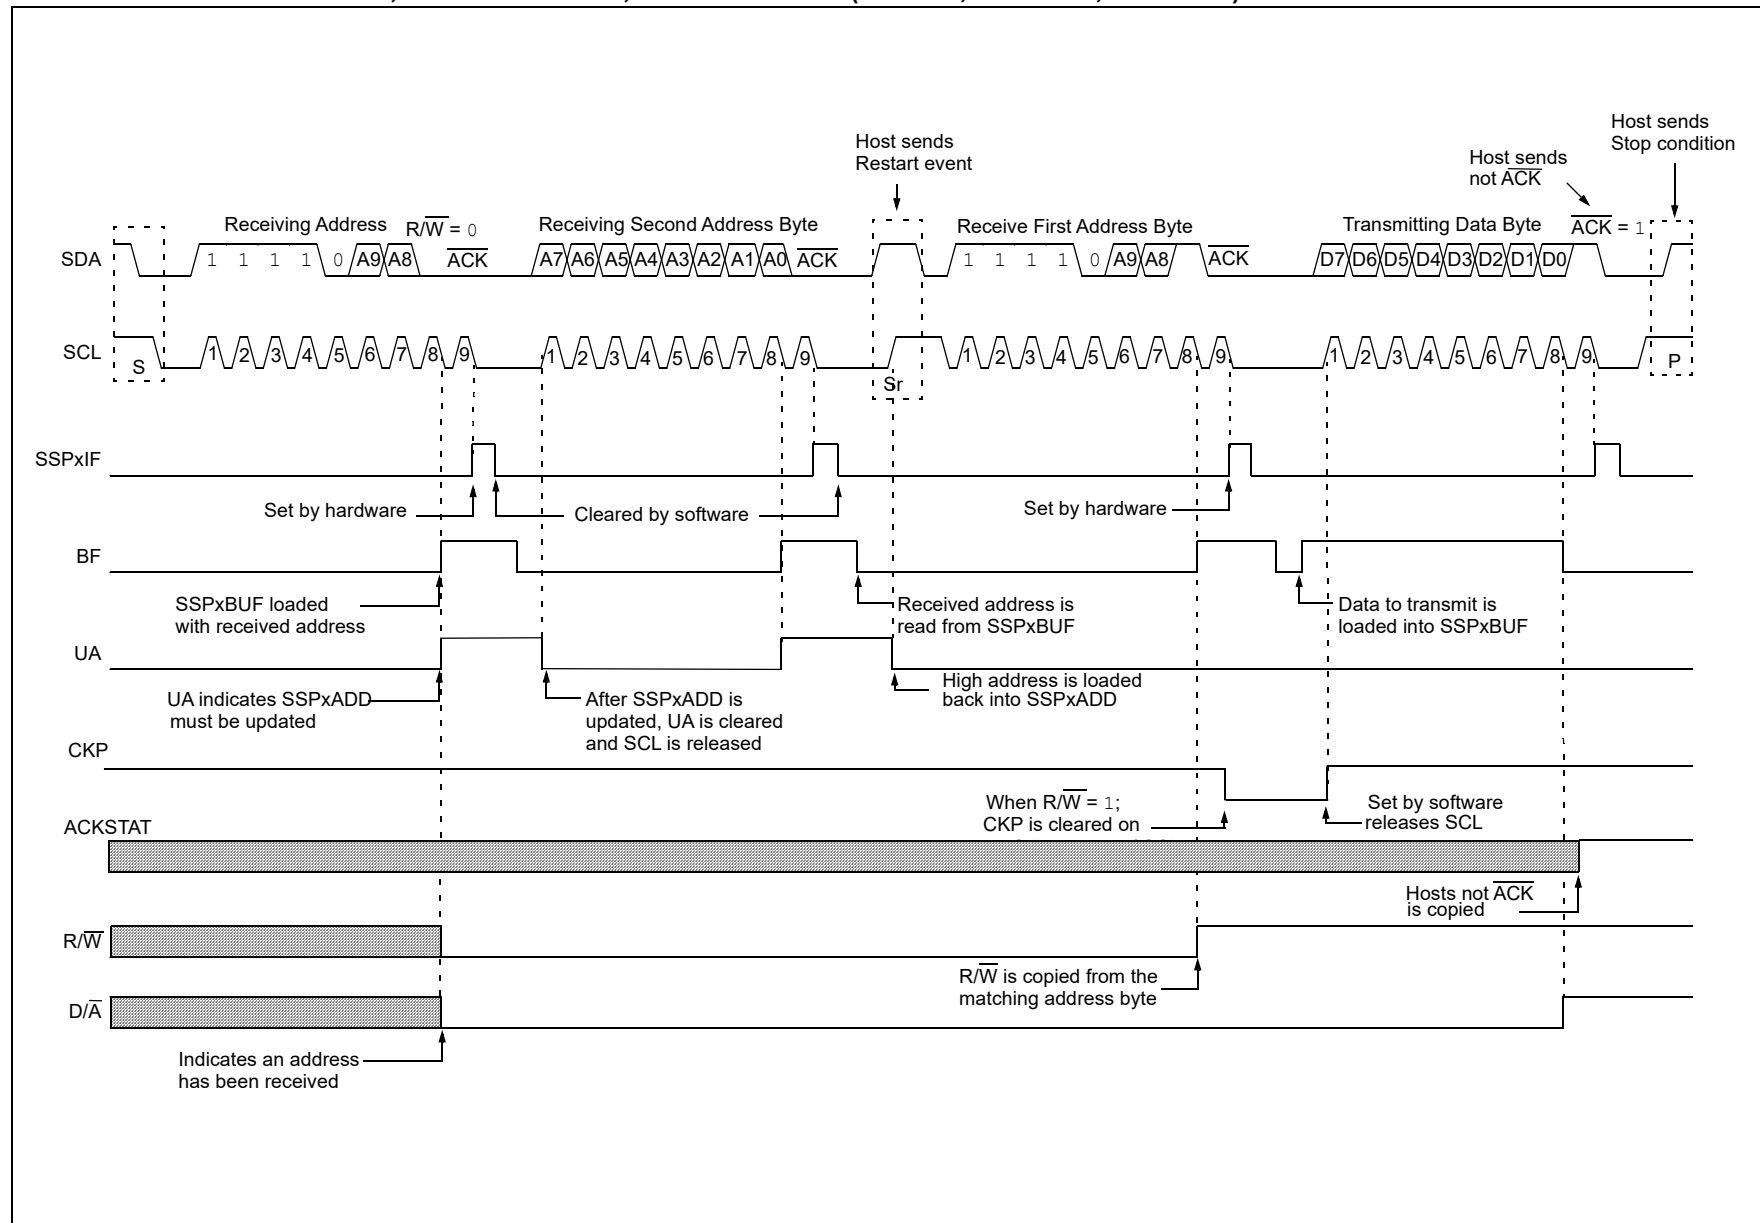 Host sends
Restart event
Host sends
not A̅C̅K̅
Host sends
Stop condition
Receiving Address R/W̅ = 0
Receiving Second Address Byte
Receive First Address Byte
Transmitting Data Byte
A̅C̅K̅ = 1
SDA 1 1 1 1 0 A9 A8 A̅C̅K̅ A7 A6 A5 A4 A3 A2 A1 A0 A̅C̅K̅ 1 1 1 1 0 A9 A8 A̅C̅K̅ D7 D6 D5 D4 D3 D2 D1 D0
SCL S 1 2 3 4 5 6 7 8 9 1 2 3 4 5 6 7 8 9 Sr 1 2 3 4 5 6 7 8 9 1 2 3 4 5 6 7 8 9 P
SSPxIF
Set by hardware
Cleared by software
Set by hardware
BF
SSPxBUF loaded
with received address
Received address is
read from SSPxBUF
Data to transmit is
loaded into SSPxBUF
UA
UA indicates SSPxADD
must be updated
After SSPxADD is
updated, UA is cleared
and SCL is released
High address is loaded
back into SSPxADD
CKP
When R/W̅ = 1;
CKP is cleared on
Set by software
releases SCL
ACKSTAT
Hosts not A̅C̅K̅
is copied
R/W̅
R/W̅ is copied from the
matching address byte
D/A̅
Indicates an address
has been received